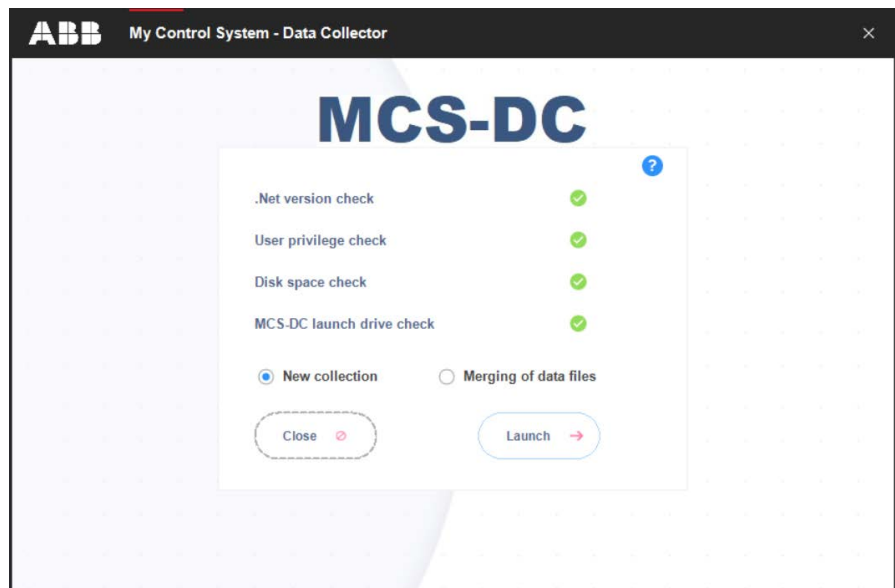 ABB My Control System - Data Collector
MCS-DC
?
.Net version check
User privilege check
Disk space check
MCS-DC launch drive check
New collection Merging of data files
Close Launch